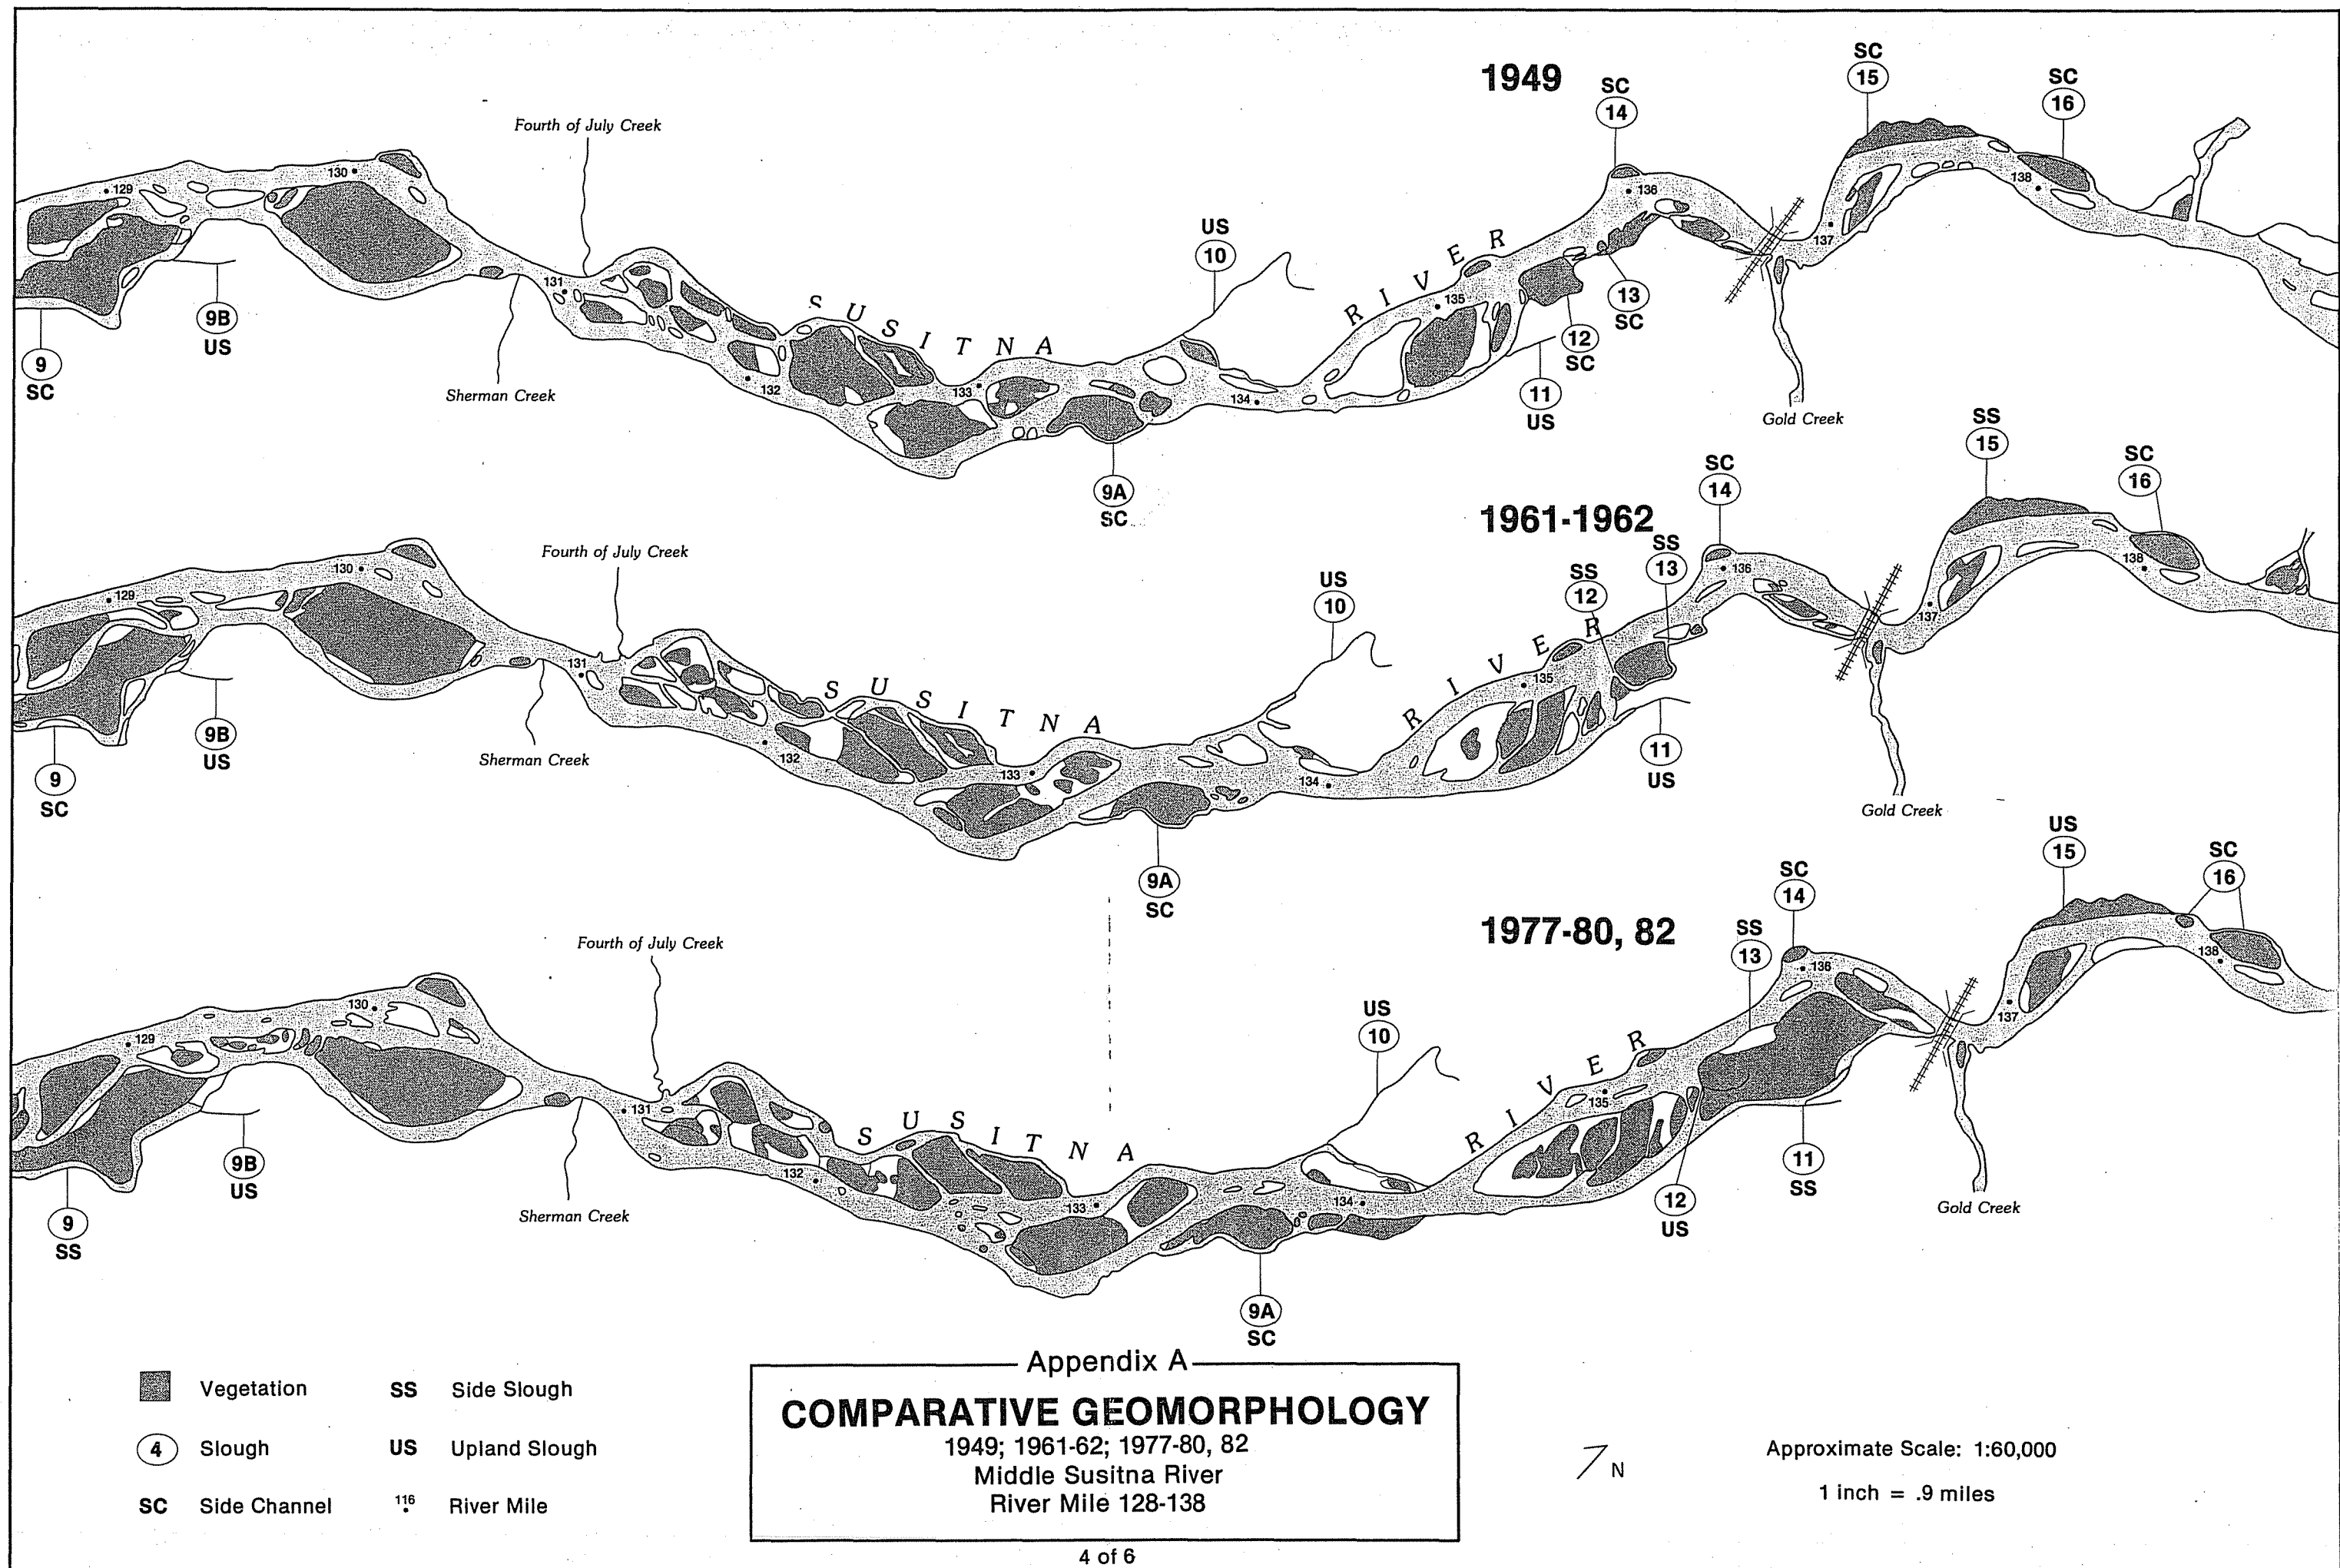 1949
SC
15
SC
16
SC
14
Fourth of July Creek
130
129
136
138
137
US
10
131
S U S I T N A
R I V E R
135
13
SC
12
SC
11
US
9B
US
9
SC
Sherman Creek
132
133
134
Gold Creek
9A
SC
1961-1962
SS
15
SC
16
SC
14
SS
13
SS
12
Fourth of July Creek
130
129
136
138
137
US
10
131
S U S I T N A
R I V E R
135
11
US
9B
US
9
SC
Sherman Creek
132
133
134
Gold Creek
9A
SC
1977-80, 82
US
15
SC
16
SC
14
SS
13
Fourth of July Creek
130
129
136
138
137
US
10
131
S U S I T N A
R I V E R
135
11
SS
12
US
9B
US
9
SS
Sherman Creek
132
133
134
Gold Creek
9A
SC
Vegetation
SS Side Slough
4 Slough
US Upland Slough
SC Side Channel
116 River Mile
Appendix A
COMPARATIVE GEOMORPHOLOGY
1949; 1961-62; 1977-80, 82
Middle Susitna River
River Mile 128-138
N
Approximate Scale: 1:60,000
1 inch = .9 miles
4 of 6